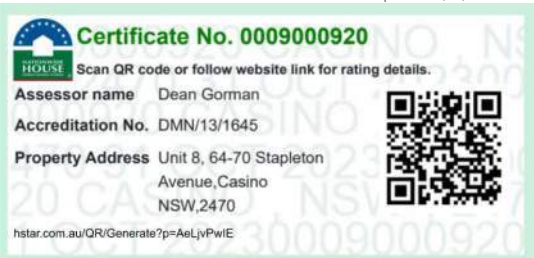 Certificate No. 0009000920
NATIONWIDE
HOUSE
Scan QR code or follow website link for rating details.
Assessor name Dean Gorman
Accreditation No. DMN/13/1645
Property Address Unit 8, 64-70 Stapleton
Avenue,Casino
NSW,2470
hstar.com.au/QR/Generate?p=AeLjvPwIE